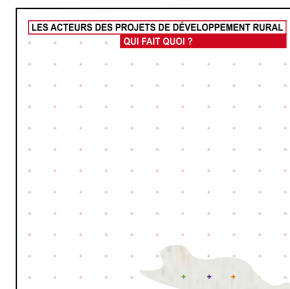 LES ACTEURS DES PROJETS DE DÉVELOPPEMENT RURAL
QUI FAIT QUOI ?